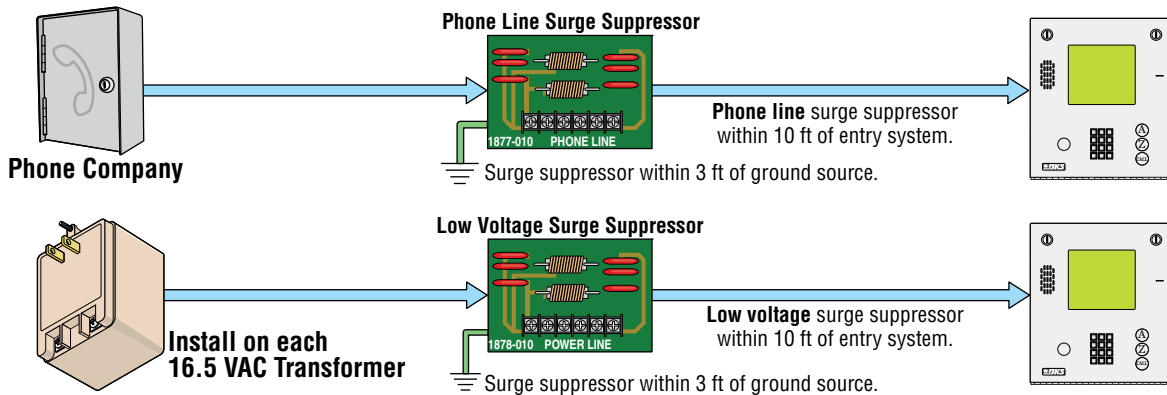 Phone Line Surge Suppressor
1877-010 PHONE LINE
Phone line surge suppressor
within 10 ft of entry system.
A
Z
CALL
Phone Company
Surge suppressor within 3 ft of ground source.
Low Voltage Surge Suppressor
1878-010 POWER LINE
Low voltage surge suppressor
within 10 ft of entry system.
A
Z
CALL
Install on each
16.5 VAC Transformer
Surge suppressor within 3 ft of ground source.